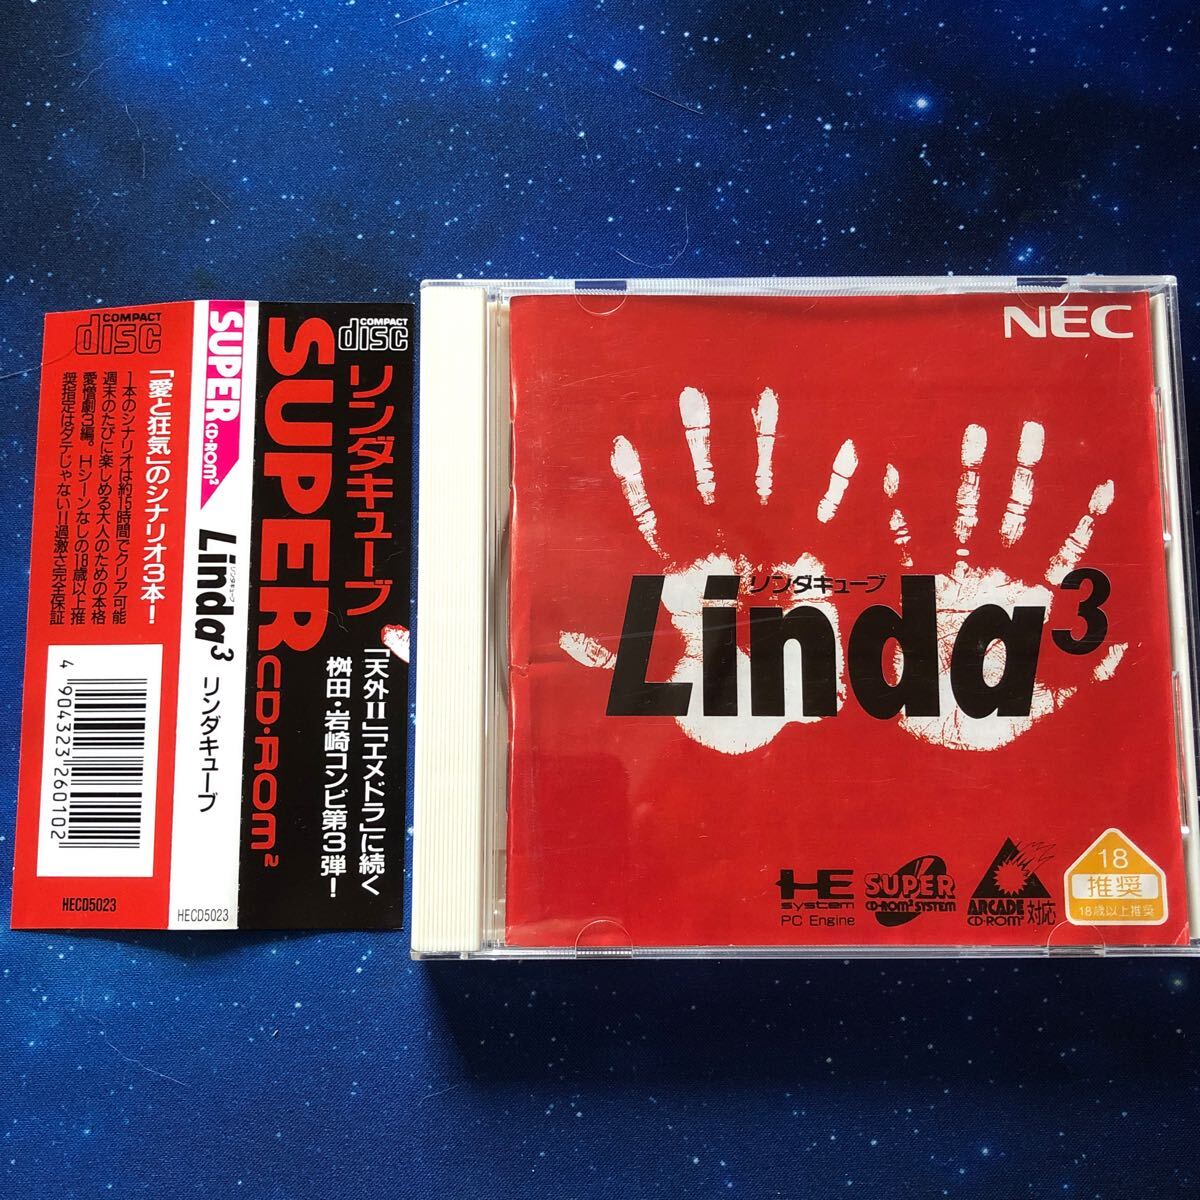 COMPACT
disc
「愛と狂気」のシナリオ3本!
1本のシナリオは約15時間でクリア可能
週末のたびに楽しめる大人のための本格
愛憎劇3編。Hシーンなしの18歳以上推
奨指定はダテじゃない!!過激さ完全保証
4 904323 260102
HECD5023
SUPER CD-ROM²
Linda³
リンダキューブ
リンダキューブ
HECD5023
COMPACT
disc
リンダキューブ
SUPER CD-ROM²
「天外II」「エメドラ」に続く
桝田・岩崎コンビ第3弾!
NEC
リンダキューブ
Linda³
HE
system
PC Engine
SUPER
CD-ROM² SYSTEM
ARCADE
CD-ROM² 対応
18
推奨
18歳以上推奨